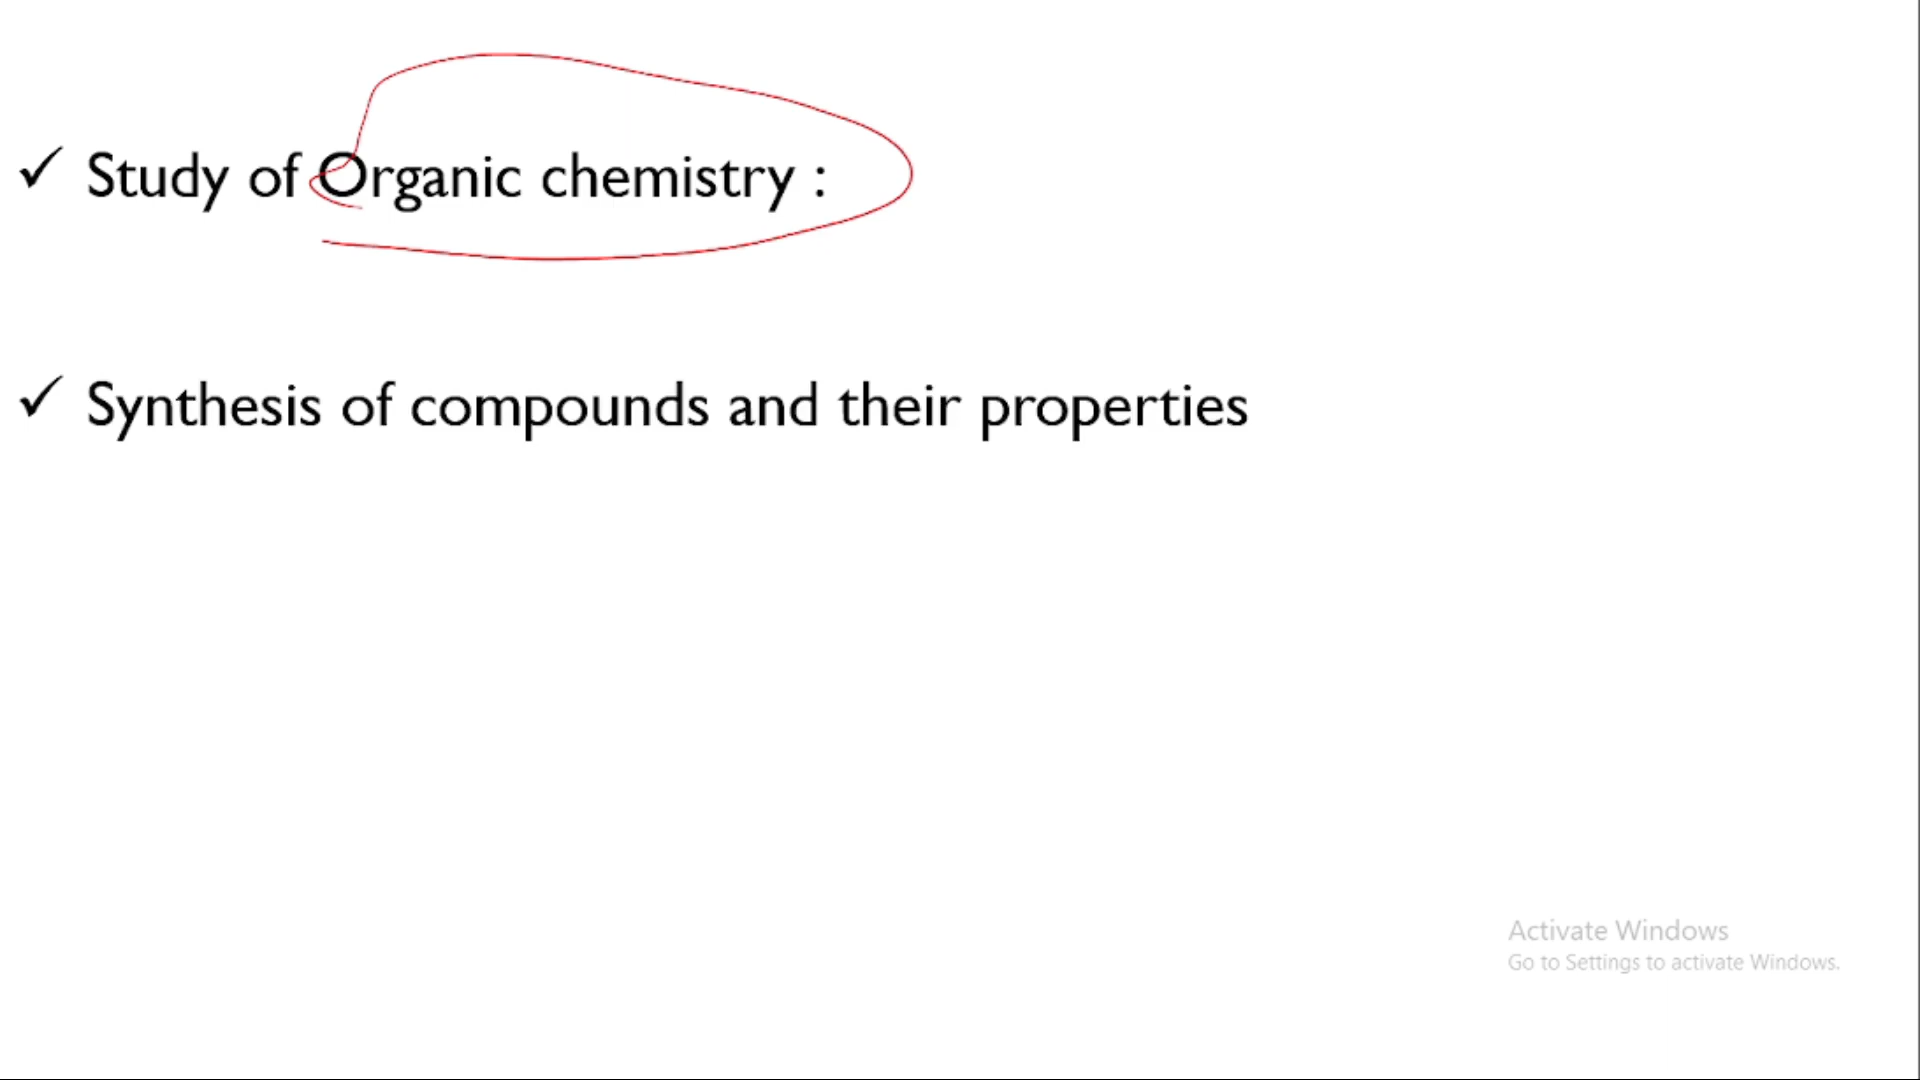 ✓ Study of Organic chemistry :
✓ Synthesis of compounds and their properties
Activate Windows
Go to Settings to activate Windows.